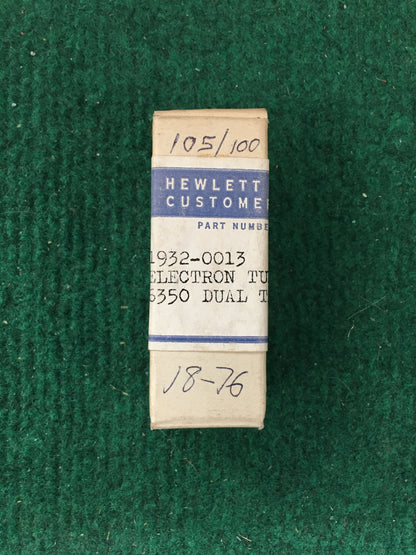 105/100
HEWLETT
CUSTOME
PART NUMBE
1932-0013
ELECTRON TU
6350 DUAL T
18-76